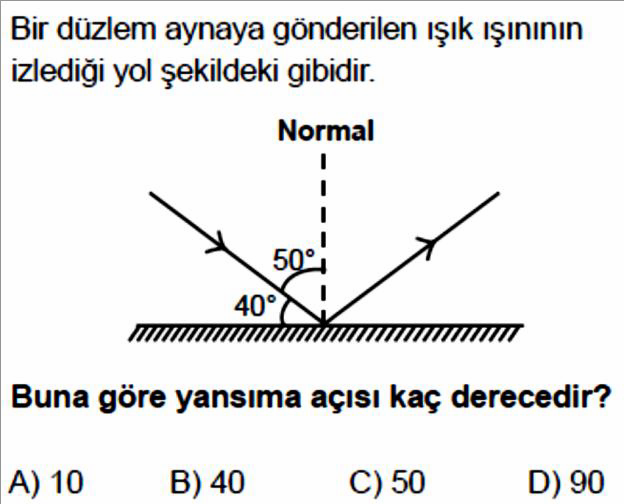 Bir düzlem aynaya gönderilen ışık ışınının
izlediği yol şekildeki gibidir.
Normal
50°
40°
Buna göre yansıma açısı kaç derecedir?
A) 10 B) 40 C) 50 D) 90